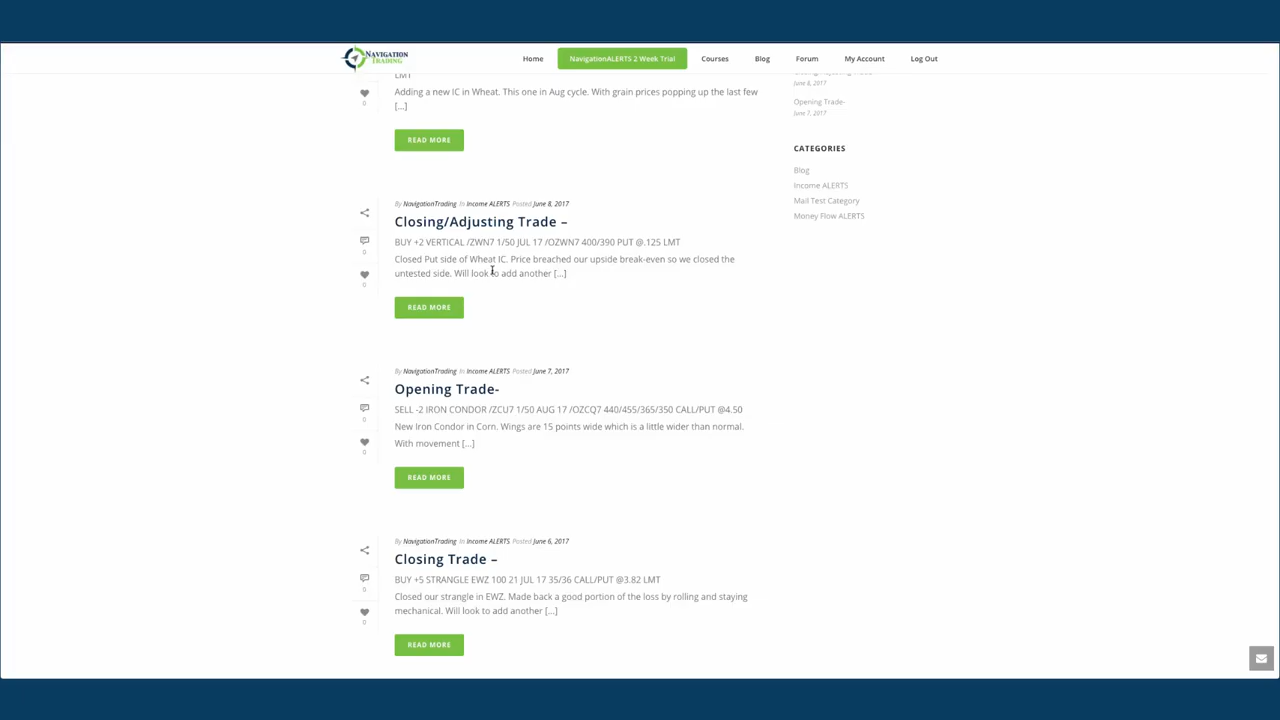 NAVIGATION
TRADING
Home
NavigationALERTS 2 Week Trial
Courses
Blog
Forum
My Account
Log Out
LMT
Adding a new IC in Wheat. This one in Aug cycle. With grain prices popping up the last few
[...]
0
READ MORE
June 8, 2017
Opening Trade-
June 7, 2017
CATEGORIES
Blog
Income ALERTS
Mail Test Category
Money Flow ALERTS
By NavigationTrading In Income ALERTS Posted June 8, 2017
Closing/Adjusting Trade –
BUY +2 VERTICAL /ZWN7 1/50 JUL 17 /OZWN7 400/390 PUT @.125 LMT
Closed Put side of Wheat IC. Price breached our upside break-even so we closed the
untested side. Will look to add another [...]
0
0
READ MORE
By NavigationTrading In Income ALERTS Posted June 7, 2017
Opening Trade-
SELL -2 IRON CONDOR /ZCU7 1/50 AUG 17 /OZCQ7 440/455/365/350 CALL/PUT @4.50
New Iron Condor in Corn. Wings are 15 points wide which is a little wider than normal.
With movement [...]
0
0
READ MORE
By NavigationTrading In Income ALERTS Posted June 6, 2017
Closing Trade –
BUY +5 STRANGLE EWZ 100 21 JUL 17 35/36 CALL/PUT @3.82 LMT
Closed our strangle in EWZ. Made back a good portion of the loss by rolling and staying
mechanical. Will look to add another [...]
0
0
READ MORE